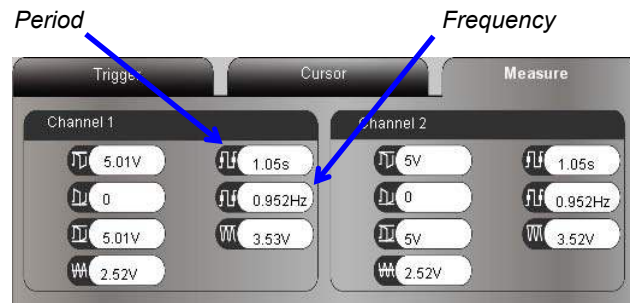 Period
Frequency
Trigger
Cursor
Measure
Channel 1
Channel 2
5.01V
1.05s
5V
1.05s
0
0.952Hz
0
0.952Hz
5.01V
3.53V
5V
3.52V
2.52V
2.52V